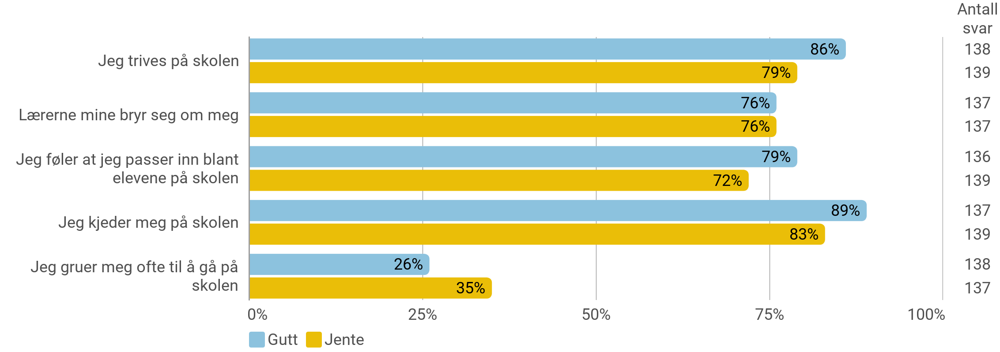 Antall
svar
Jeg trives på skolen
86%
138
79%
139
Lærerne mine bryr seg om meg
76%
137
76%
137
Jeg føler at jeg passer inn blant
elevene på skolen
79%
136
72%
139
Jeg kjeder meg på skolen
89%
137
83%
139
Jeg gruer meg ofte til å gå på
skolen
26%
138
35%
137
0% 25% 50% 75% 100%
Gutt Jente